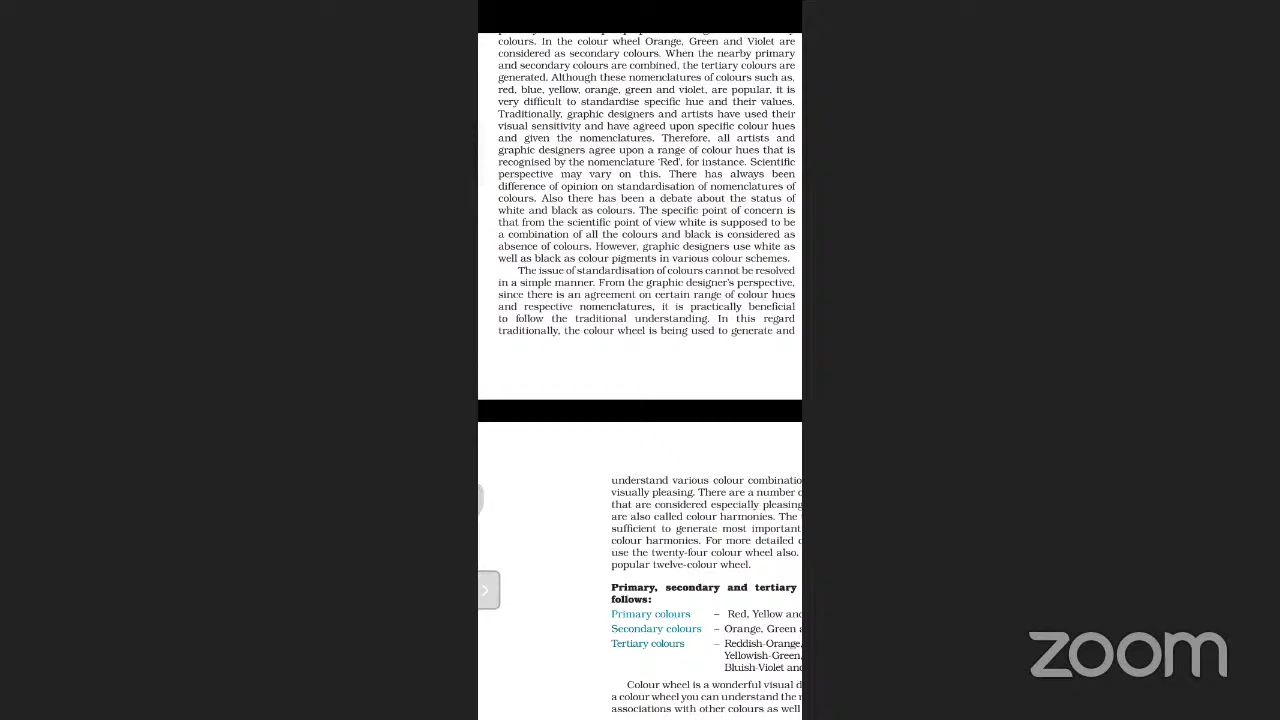 colours. In the colour wheel Orange, Green and Violet are
considered as secondary colours. When the nearby primary
and secondary colours are combined, the tertiary colours are
generated. Although these nomenclatures of colours such as,
red, blue, yellow, orange, green and violet, are popular, it is
very difficult to standardise specific hue and their values.
Traditionally, graphic designers and artists have used their
visual sensitivity and have agreed upon specific colour hues
and given the nomenclatures. Therefore, all artists and
graphic designers agree upon a range of colour hues that is
recognised by the nomenclature 'Red', for instance. Scientific
perspective may vary on this. There has always been
difference of opinion on standardisation of nomenclatures of
colours. Also there has been a debate about the status of
white and black as colours. The specific point of concern is
that from the scientific point of view white is supposed to be
a combination of all the colours and black is considered as
absence of colours. However, graphic designers use white as
well as black as colour pigments in various colour schemes.
The issue of standardisation of colours cannot be resolved
in a simple manner. From the graphic designer's perspective,
since there is an agreement on certain range of colour hues
and respective nomenclatures, it is practically beneficial
to follow the traditional understanding. In this regard
traditionally, the colour wheel is being used to generate and
understand various colour combinatio
visually pleasing. There are a number
that are considered especially pleasing
are also called colour harmonies. The
sufficient to generate most important
colour harmonies. For more detailed
use the twenty-four colour wheel also.
popular twelve-colour wheel.
Primary, secondary and tertiary
follows:
Primary colours – Red, Yellow and
Secondary colours – Orange, Green
Tertiary colours – Reddish-Orange,
Yellowish-Green,
Bluish-Violet and
Colour wheel is a wonderful visual
a colour wheel you can understand the
associations with other colours as well
zoom